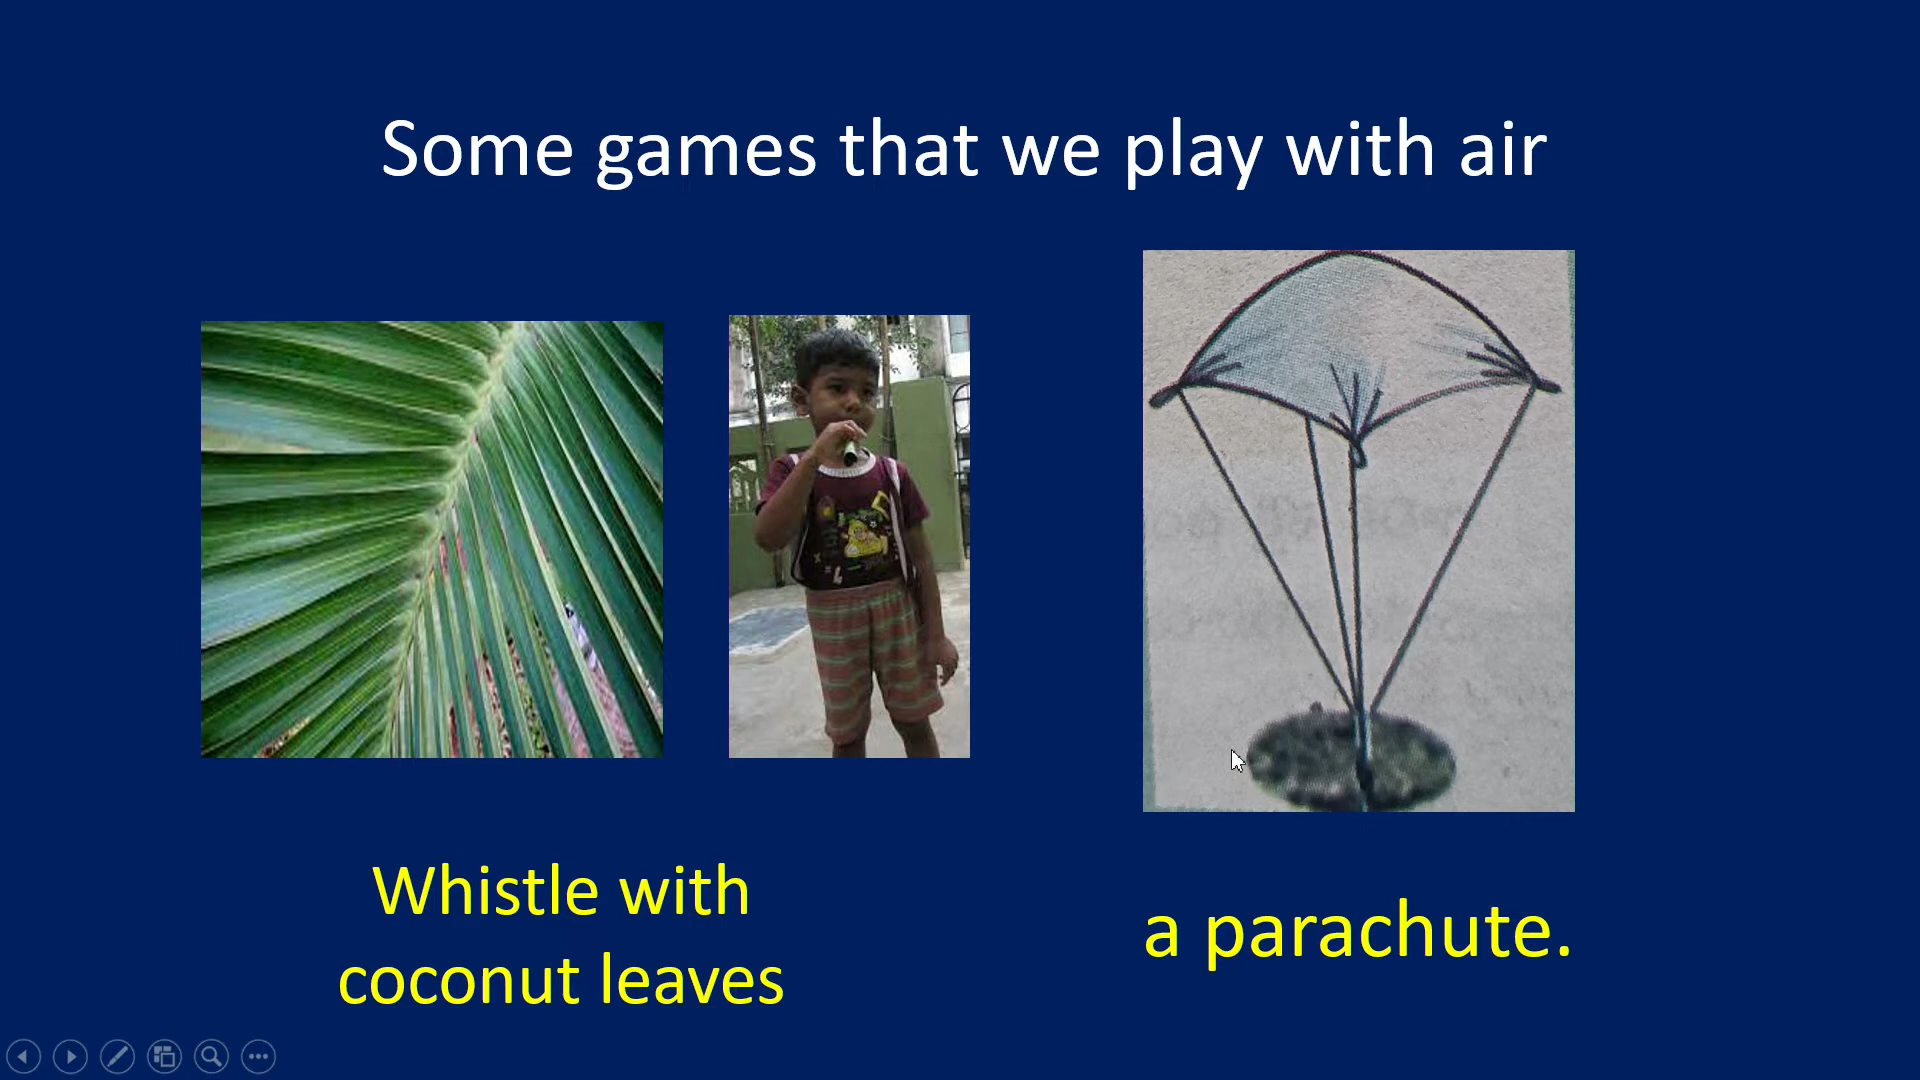 Some games that we play with air
Whistle with
coconut leaves
a parachute.